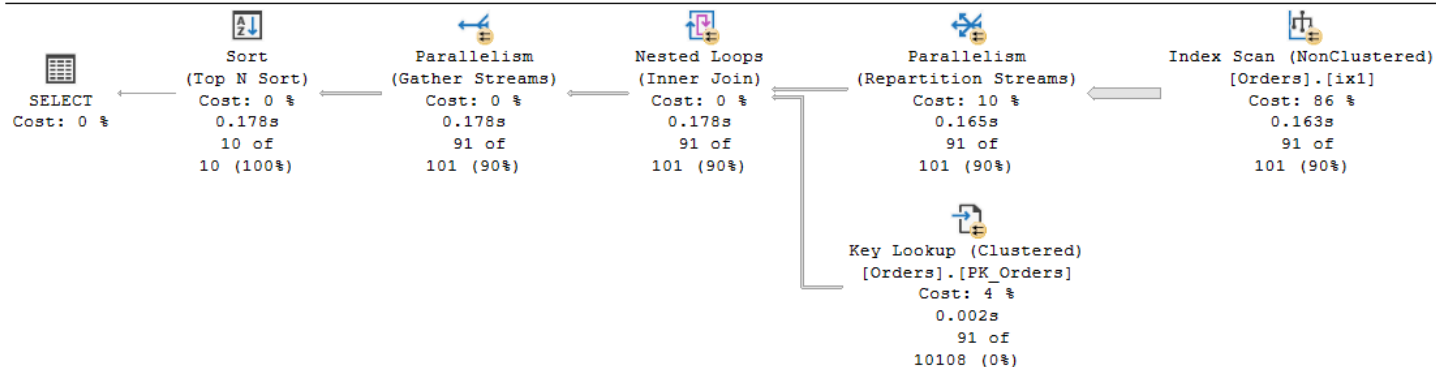 SELECT
Cost: 0 %
Sort
(Top N Sort)
Cost: 0 %
0.178s
10 of
10 (100%)
Parallelism
(Gather Streams)
Cost: 0 %
0.178s
91 of
101 (90%)
Nested Loops
(Inner Join)
Cost: 0 %
0.178s
91 of
101 (90%)
Parallelism
(Repartition Streams)
Cost: 10 %
0.165s
91 of
101 (90%)
Index Scan (NonClustered)
[Orders].[ix1]
Cost: 86 %
0.163s
91 of
101 (90%)
Key Lookup (Clustered)
[Orders].[PK_Orders]
Cost: 4 %
0.002s
91 of
10108 (0%)